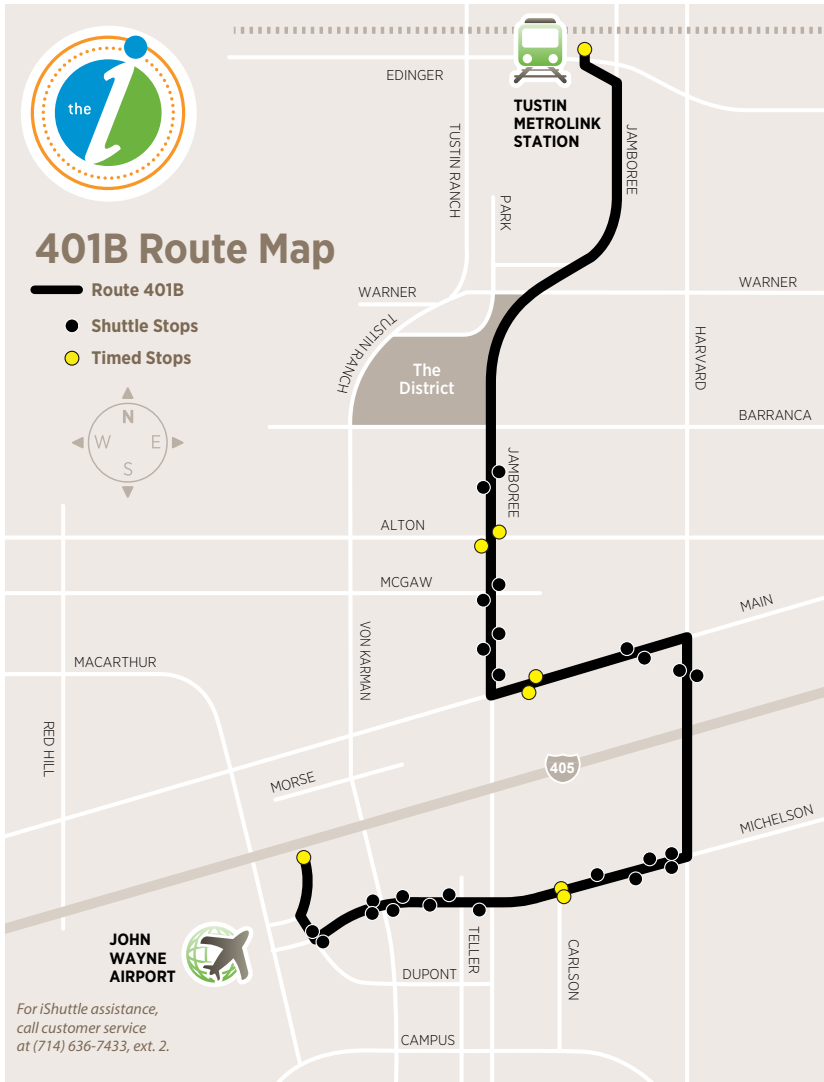 the i
EDINGER
TUSTIN
METROLINK
STATION
TUSTIN RANCH
JAMBOREE
PARK
401B Route Map
Route 401B
Shuttle Stops
Timed Stops
WARNER
WARNER
TUSTIN RANCH
HARVARD
The
District
BARRANCA
N
W E
S
JAMBOREE
ALTON
MCGAW
MAIN
VON KARMAN
MACARTHUR
RED HILL
405
MORSE
MICHELSON
JOHN
WAYNE
AIRPORT
TELLER
CARLSON
DUPONT
For iShuttle assistance,
call customer service
at (714) 636-7433, ext. 2.
CAMPUS